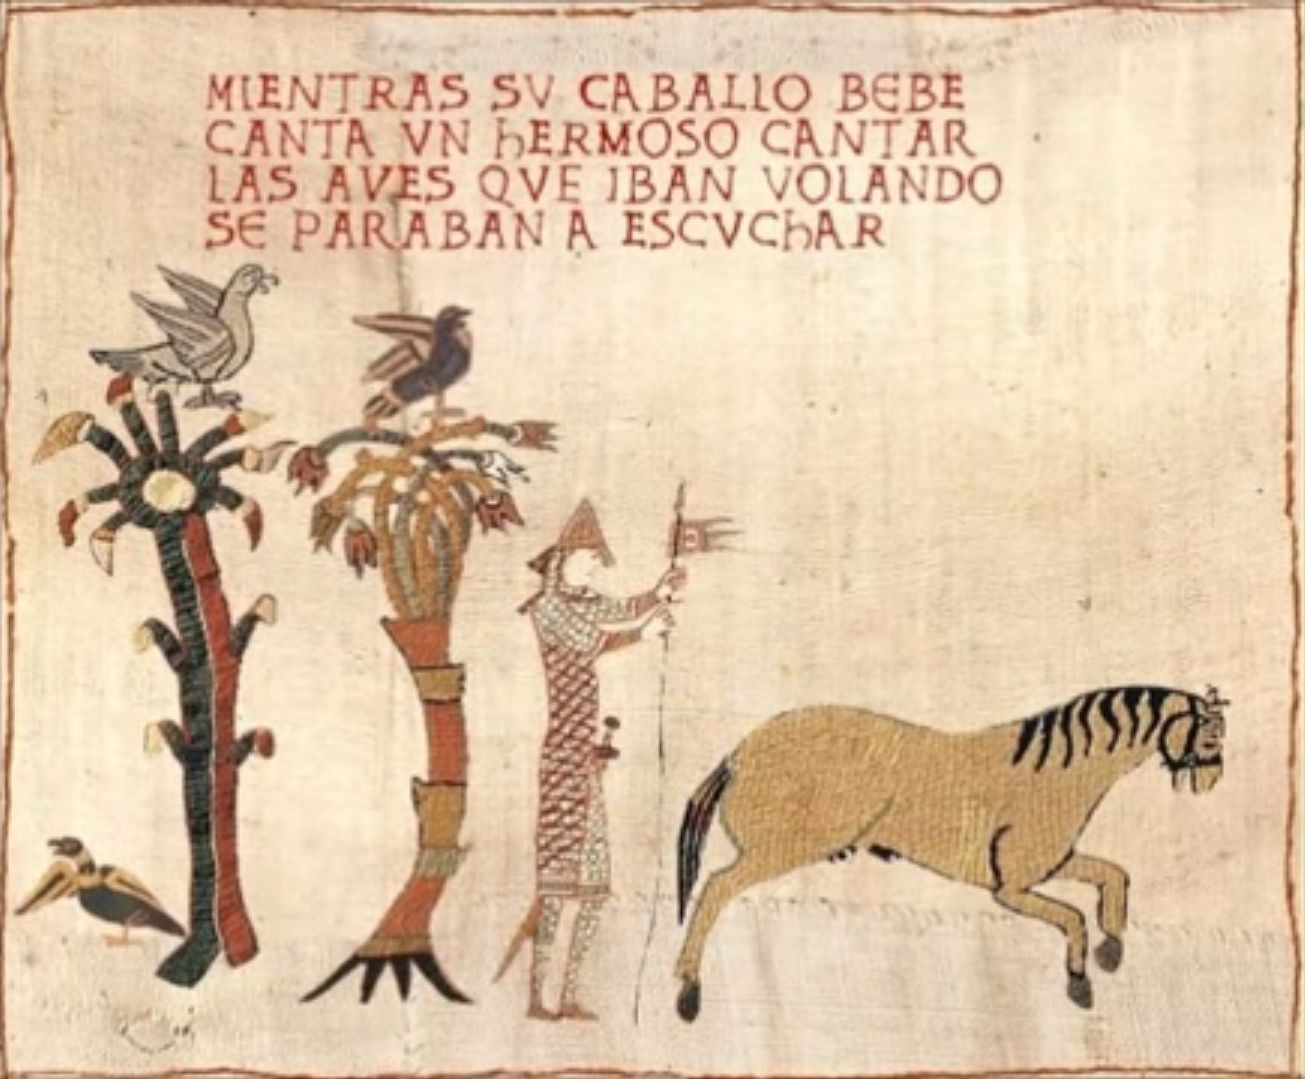 MIENTRAS SV CABALLO BEBE
CANTA VN hERMOSO CANTAR
LAS AVES QVE IBAN VOLANDO
SE PARABAN A ESCVChAR